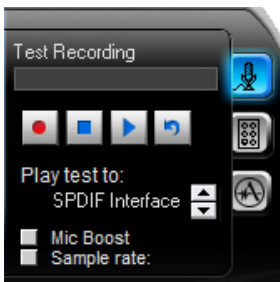 Test Recording
Play test to:
SPDIF Interface
Mic Boost
Sample rate: